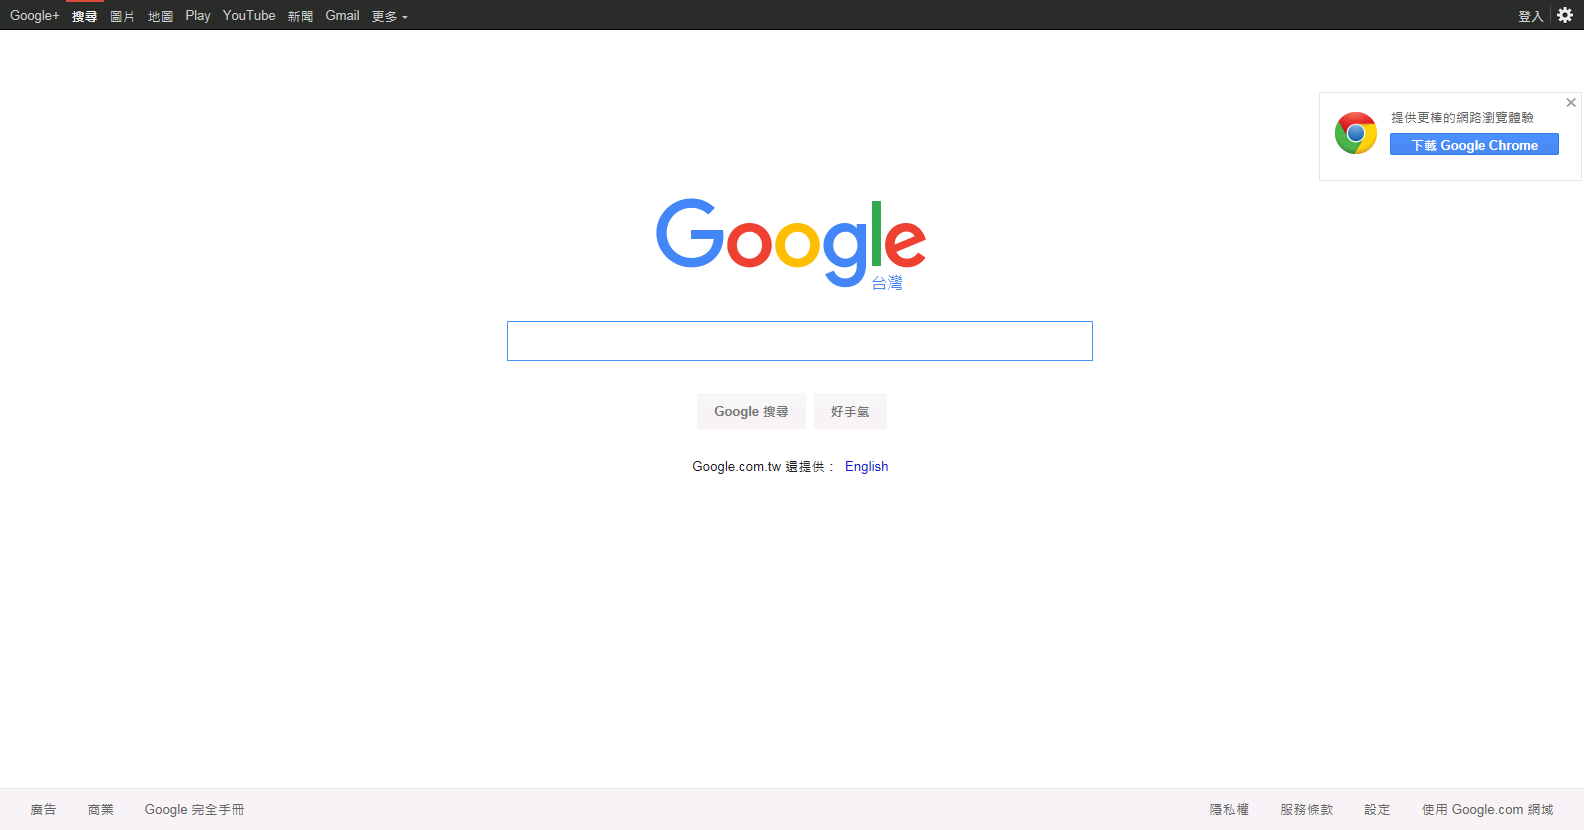 Google+ 搜尋 圖片 地圖 Play YouTube 新聞 Gmail 更多 登入
提供更棒的網路瀏覽體驗
下載 Google Chrome
Google
台灣
Google 搜尋 好手氣
Google.com.tw 還提供： English
廣告 商業 Google 完全手冊 隱私權 服務條款 設定 使用 Google.com 網域